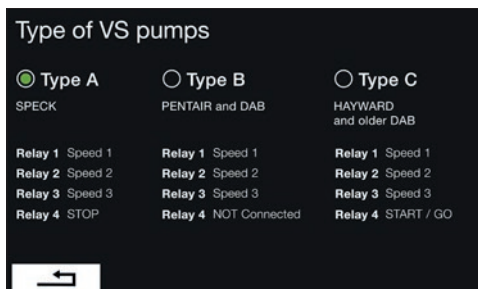 Type of VS pumps
Type A
SPECK
Relay 1 Speed 1
Relay 2 Speed 2
Relay 3 Speed 3
Relay 4 STOP
Type B
PENTAIR and DAB
Relay 1 Speed 1
Relay 2 Speed 2
Relay 3 Speed 3
Relay 4 NOT Connected
Type C
HAYWARD
and older DAB
Relay 1 Speed 1
Relay 2 Speed 2
Relay 3 Speed 3
Relay 4 START / GO